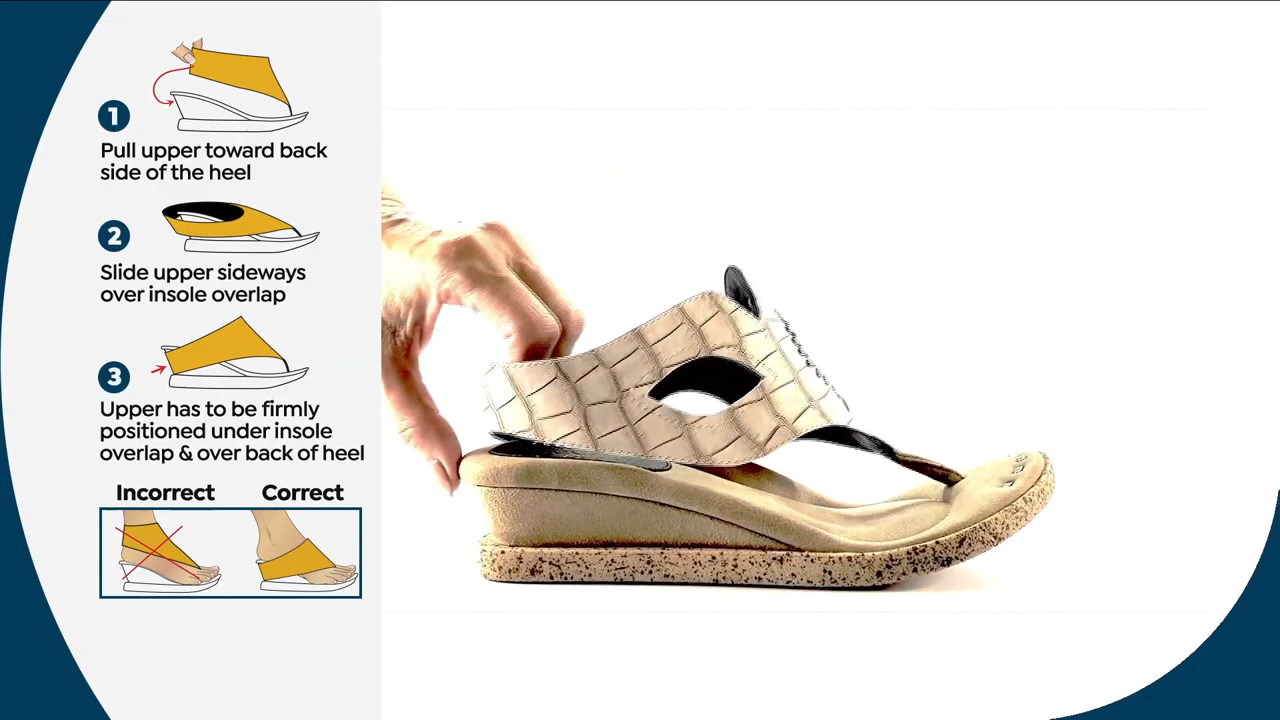 1
Pull upper toward back
side of the heel
2
Slide upper sideways
over insole overlap
3
Upper has to be firmly
positioned under insole
overlap & over back of heel
Incorrect
Correct